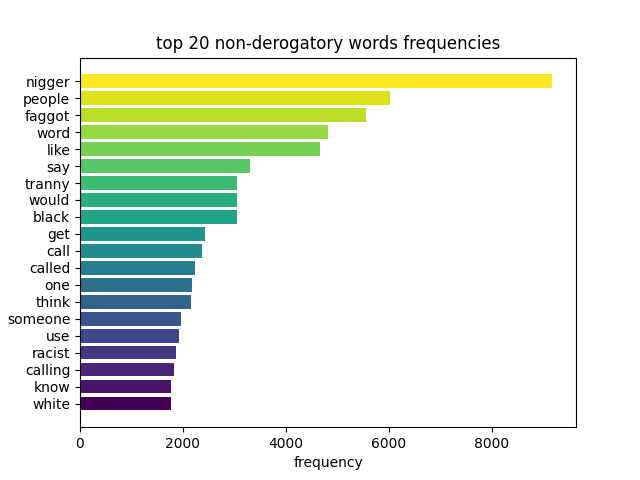 top 20 non-derogatory words frequencies
nigger
people
faggot
word
like
say
tranny
would
black
get
call
called
one
think
someone
use
racist
calling
know
white
0 2000 4000 6000 8000
frequency